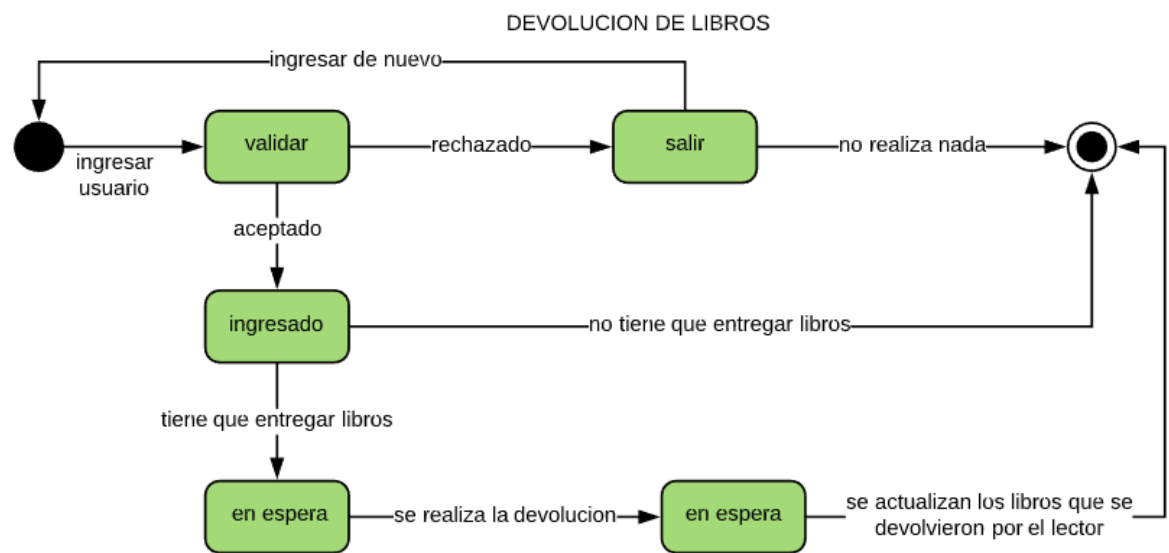 DEVOLUCION DE LIBROS
ingresar de nuevo
validar
rechazado
salir
no realiza nada
ingresar
usuario
aceptado
ingresado
no tiene que entregar libros
tiene que entregar libros
en espera
se realiza la devolucion
en espera
se actualizan los libros que se
devolvieron por el lector